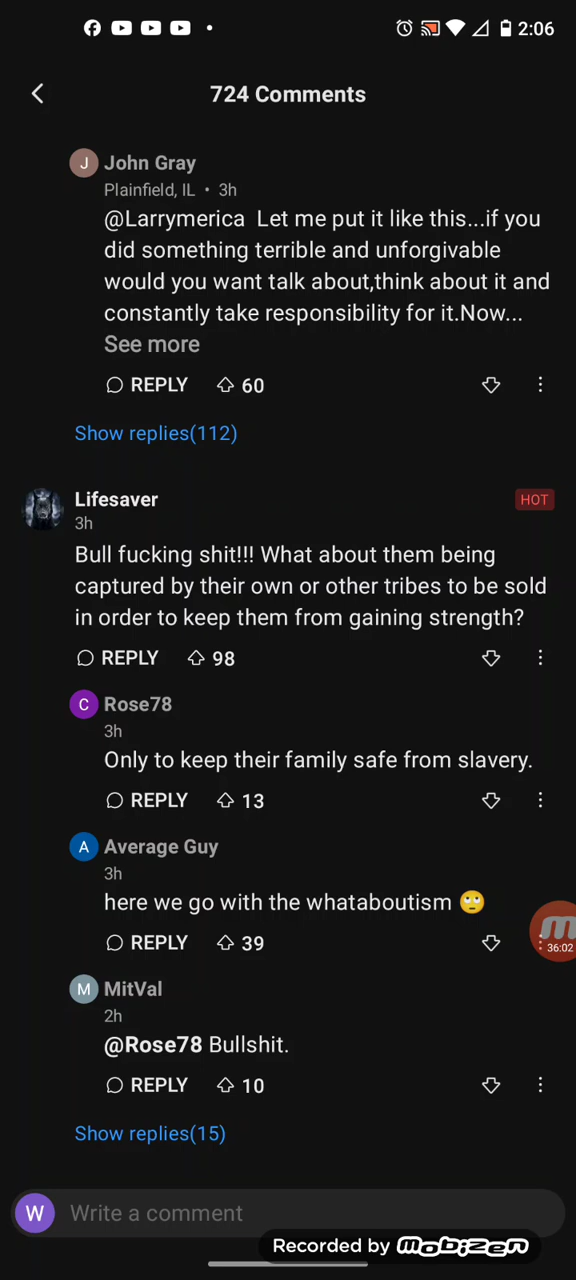 2:06
724 Comments
J John Gray
Plainfield, IL • 3h
@Larrymerica Let me put it like this...if you
did something terrible and unforgivable
would you want talk about,think about it and
constantly take responsibility for it.Now...
See more
REPLY 60
Show replies(112)
Lifesaver HOT
3h
Bull fucking shit!!! What about them being
captured by their own or other tribes to be sold
in order to keep them from gaining strength?
REPLY 98
C Rose78
3h
Only to keep their family safe from slavery.
REPLY 13
A Average Guy
3h
here we go with the whataboutism 🙄
REPLY 39
36:02
M MitVal
2h
@Rose78 Bullshit.
REPLY 10
Show replies(15)
W Write a comment
Recorded by mobizen